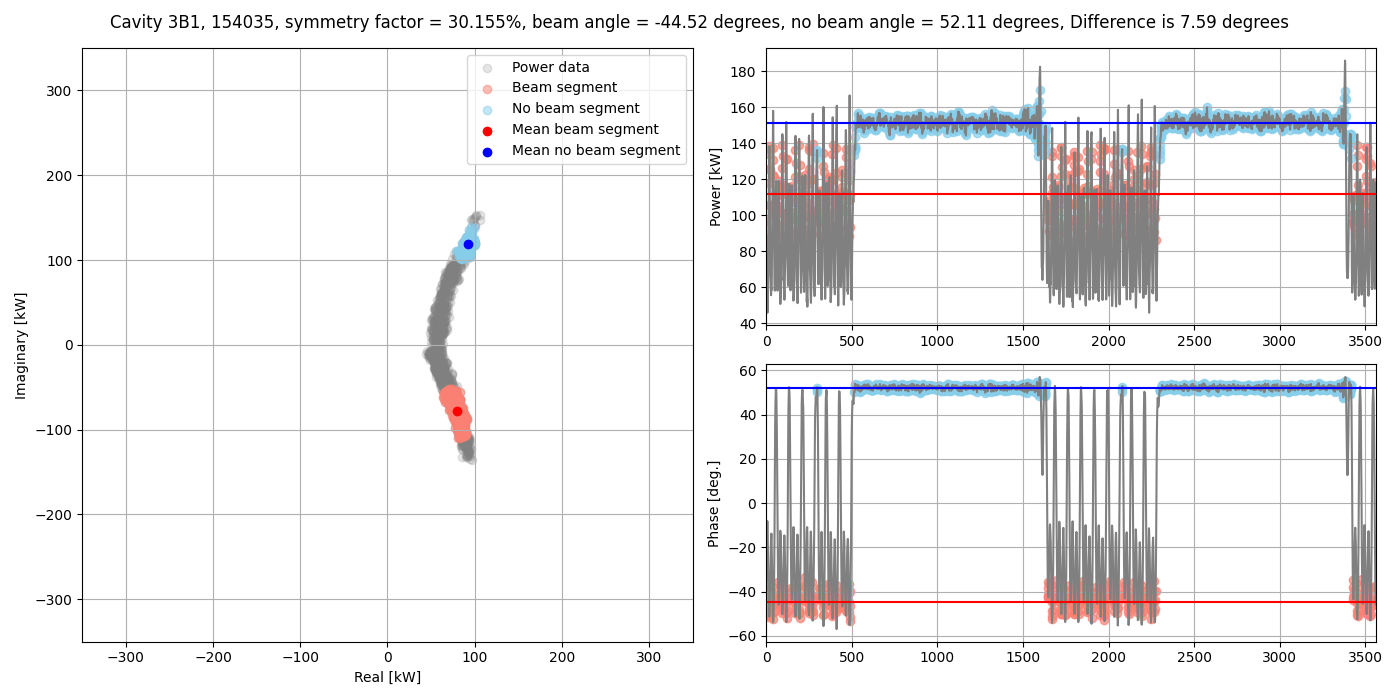 Cavity 3B1, 154035, symmetry factor = 30.155%, beam angle = -44.52 degrees, no beam angle = 52.11 degrees, Difference is 7.59 degrees
Power data
Beam segment
No beam segment
Mean beam segment
Mean no beam segment
300
200
100
0
−100
−200
−300
Imaginary [kW]
−300 −200 −100 0 100 200 300
Real [kW]
180
160
140
120
100
80
60
40
Power [kW]
0 500 1000 1500 2000 2500 3000 3500
60
40
20
0
−20
−40
−60
Phase [deg.]
0 500 1000 1500 2000 2500 3000 3500